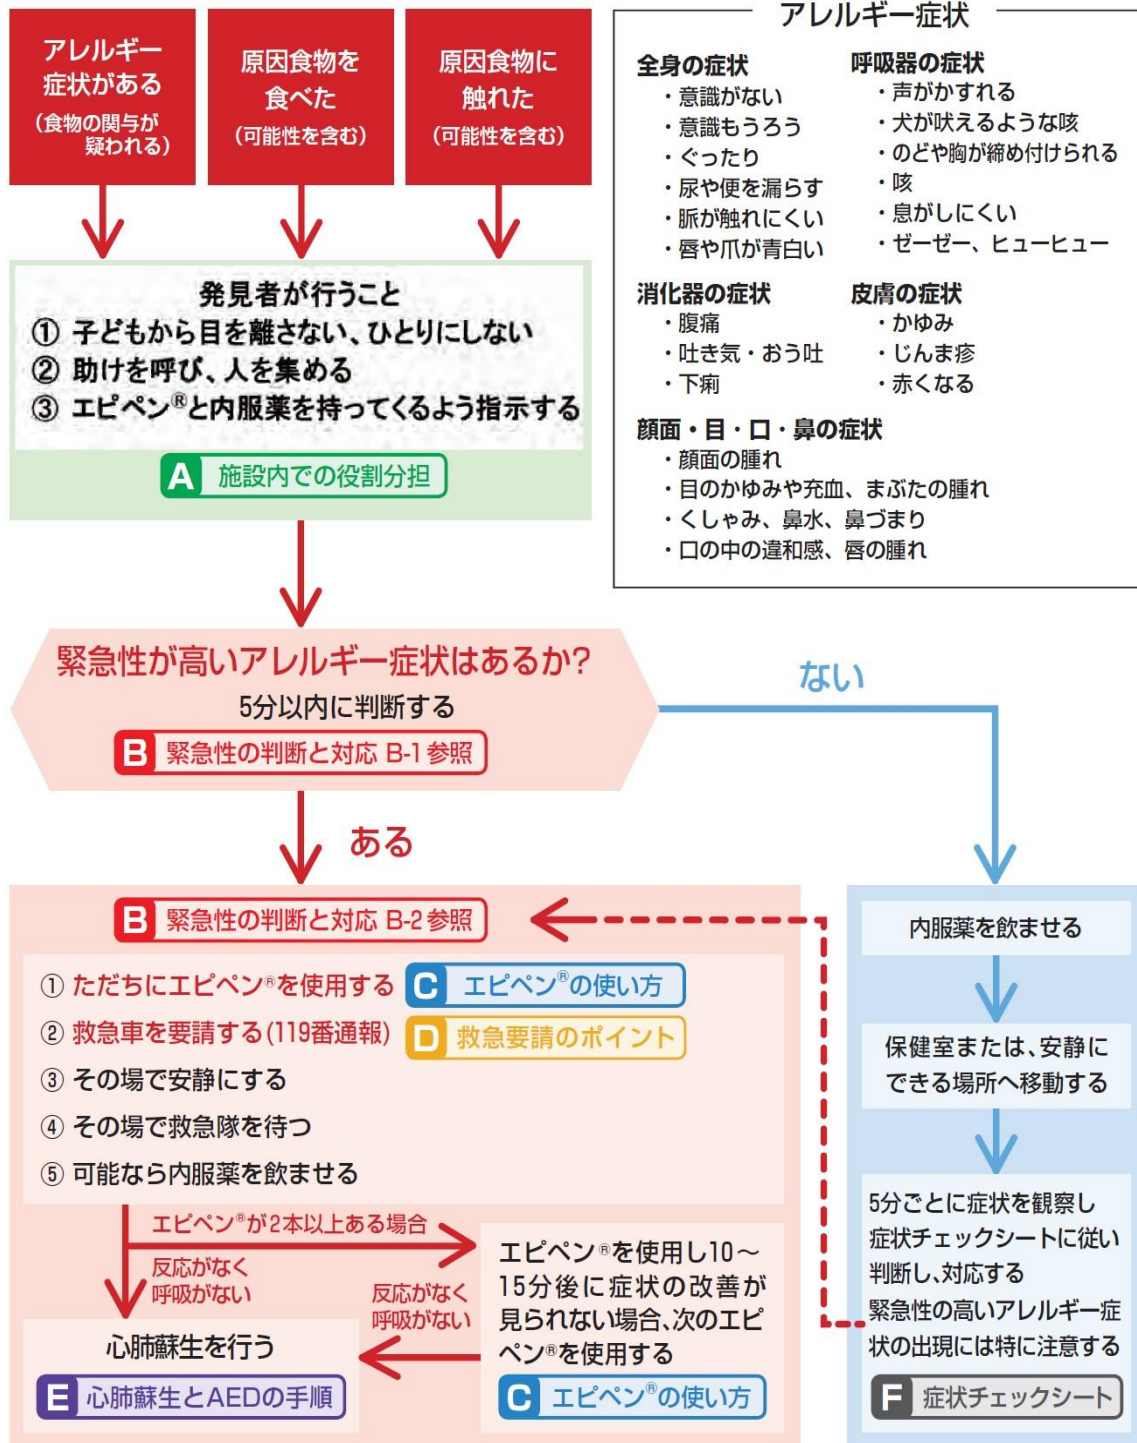 アレルギー
症状がある
(食物の関与が
疑われる)
原因食物を
食べた
(可能性を含む)
原因食物に
触れた
(可能性を含む)
発見者が行うこと
① 子どもから目を離さない、ひとりにしない
② 助けを呼び、人を集める
③ エピペン®と内服薬を持ってくるよう指示する
A 施設内での役割分担
アレルギー症状
全身の症状
・意識がない
・意識もうろう
・ぐったり
・尿や便を漏らす
・脈が触れにくい
・唇や爪が青白い
呼吸器の症状
・声がかすれる
・犬が吠えるような咳
・のどや胸が締め付けられる
・咳
・息がしにくい
・ゼーゼー、ヒューヒュー
消化器の症状
・腹痛
・吐き気・おう吐
・下痢
皮膚の症状
・かゆみ
・じんま疹
・赤くなる
顔面・目・口・鼻の症状
・顔面の腫れ
・目のかゆみや充血、まぶたの腫れ
・くしゃみ、鼻水、鼻づまり
・口の中の違和感、唇の腫れ
緊急性が高いアレルギー症状はあるか?
5分以内に判断する
B 緊急性の判断と対応 B-1参照
ない
ある
B 緊急性の判断と対応 B-2参照
① ただちにエピペン®を使用する C エピペン®の使い方
② 救急車を要請する(119番通報) D 救急要請のポイント
③ その場で安静にする
④ その場で救急隊を待つ
⑤ 可能なら内服薬を飲ませる
エピペン®が2本以上ある場合
反応がなく
呼吸がない
反応がなく
呼吸がない
エピペン®を使用し10～
15分後に症状の改善が
見られない場合、次のエピ
ペン®を使用する
C エピペン®の使い方
心肺蘇生を行う
E 心肺蘇生とAEDの手順
内服薬を飲ませる
保健室または、安静に
できる場所へ移動する
5分ごとに症状を観察し
症状チェックシートに従い
判断し、対応する
緊急性の高いアレルギー症
状の出現には特に注意する
F 症状チェックシート